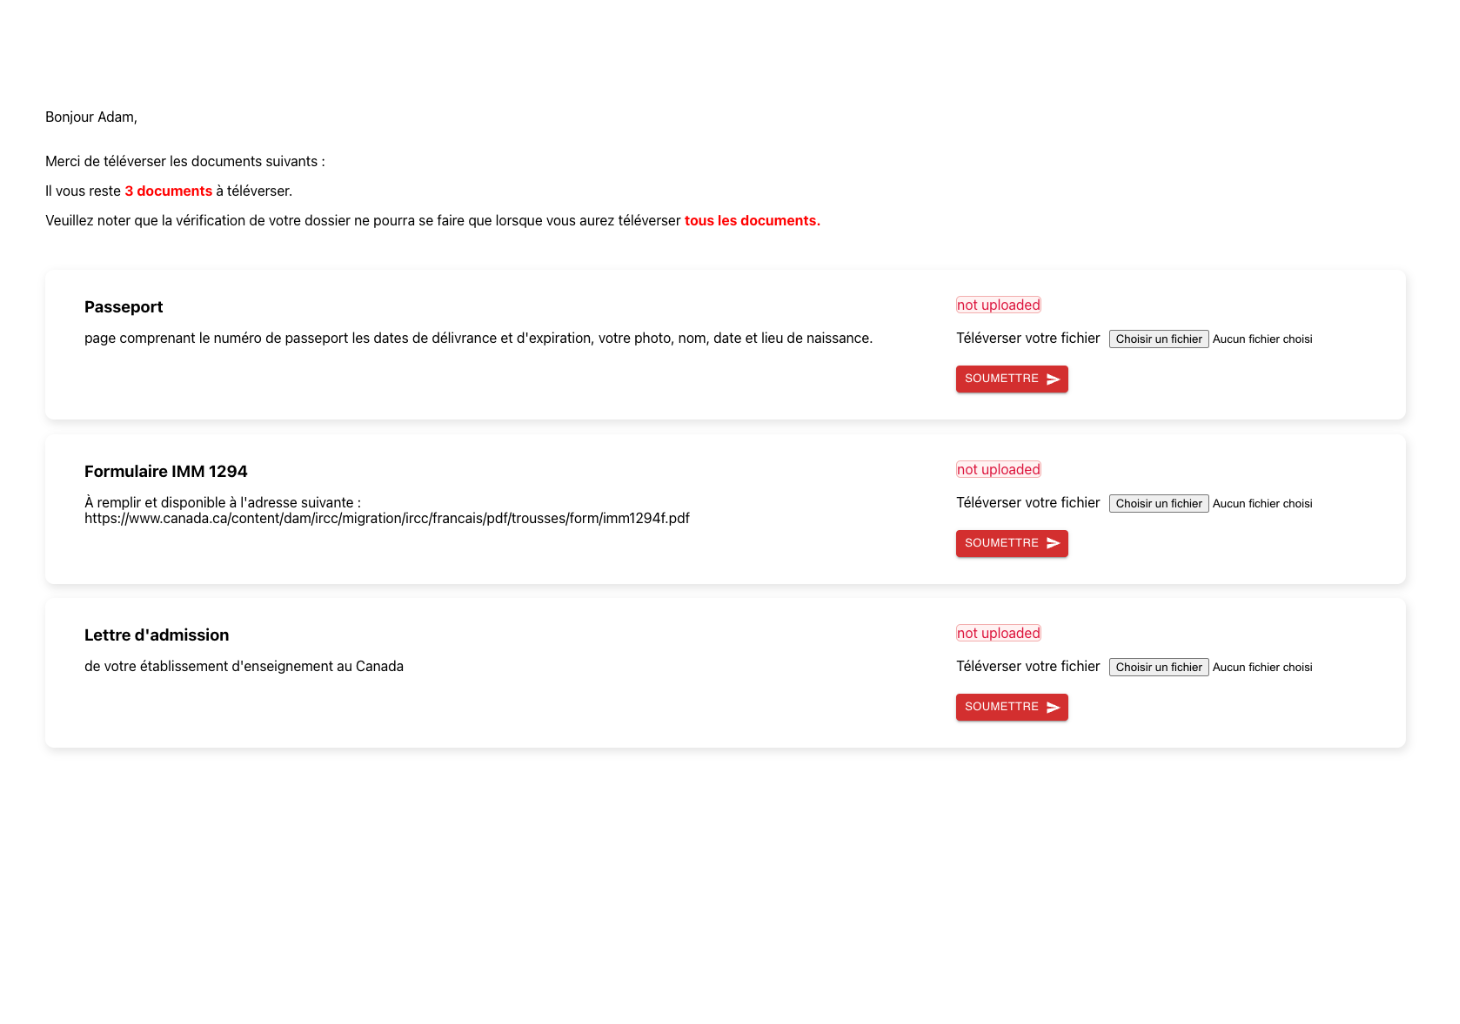 Bonjour Adam,
Merci de téléverser les documents suivants :
Il vous reste 3 documents à téléverser.
Veuillez noter que la vérification de votre dossier ne pourra se faire que lorsque vous aurez téléverser tous les documents.
Passeport
page comprenant le numéro de passeport les dates de délivrance et d'expiration, votre photo, nom, date et lieu de naissance.
not uploaded
Téléverser votre fichier Choisir un fichier Aucun fichier choisi
SOUMETTRE
Formulaire IMM 1294
À remplir et disponible à l'adresse suivante :
https://www.canada.ca/content/dam/ircc/migration/ircc/francais/pdf/trousses/form/imm1294f.pdf
not uploaded
Téléverser votre fichier Choisir un fichier Aucun fichier choisi
SOUMETTRE
Lettre d'admission
de votre établissement d'enseignement au Canada
not uploaded
Téléverser votre fichier Choisir un fichier Aucun fichier choisi
SOUMETTRE